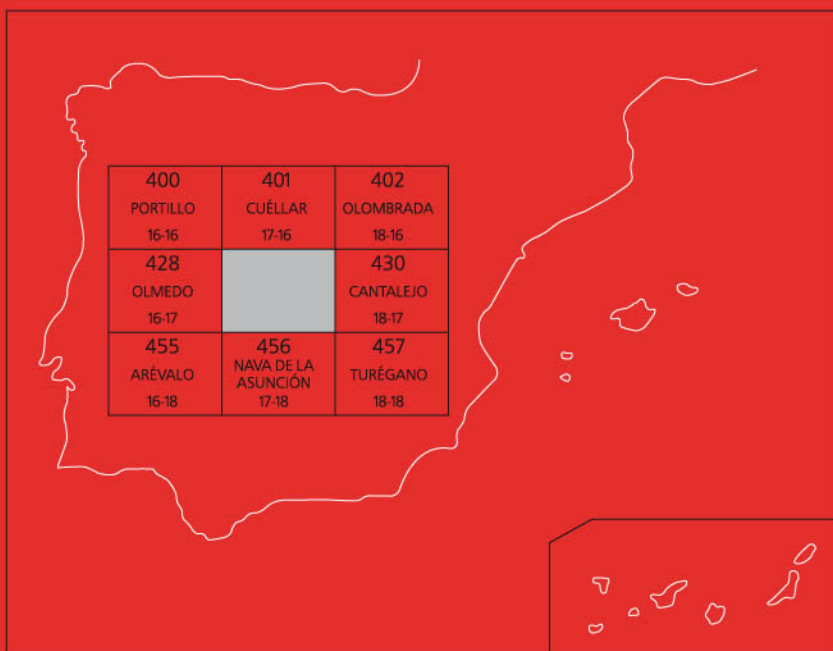 400
PORTILLO
16-16
401
CUÉLLAR
17-16
402
OLOMBRADA
18-16
428
OLMEDO
16-17
430
CANTALEJO
18-17
455
ARÉVALO
16-18
456
NAVA DE LA
ASUNCIÓN
17-18
457
TURÉGANO
18-18